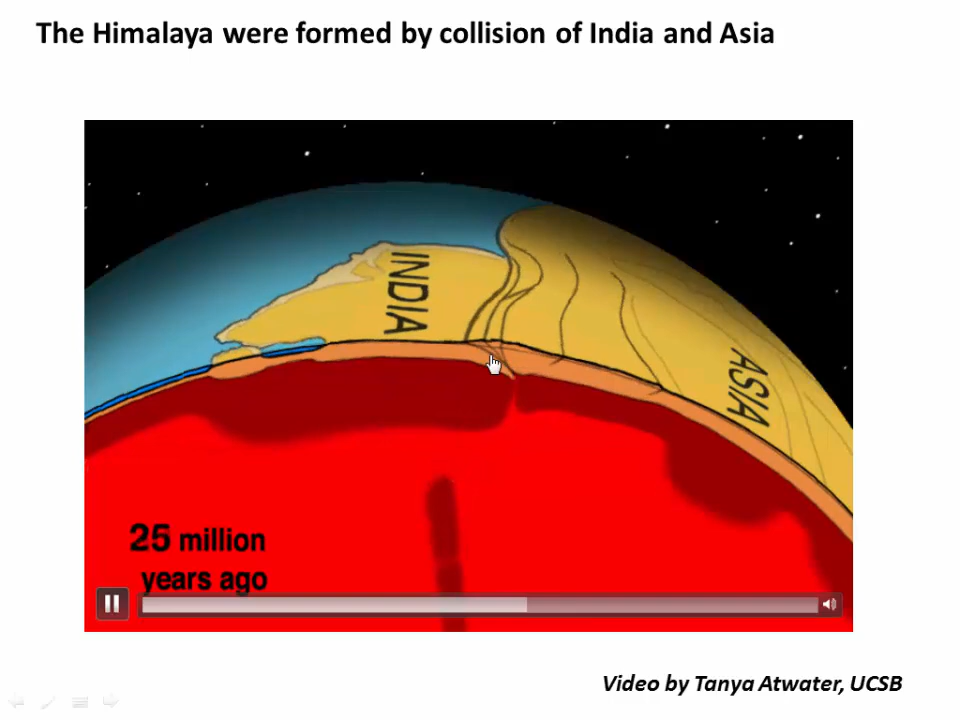 The Himalaya were formed by collision of India and Asia
INDIA
ASIA
25 million
years ago
Video by Tanya Atwater, UCSB